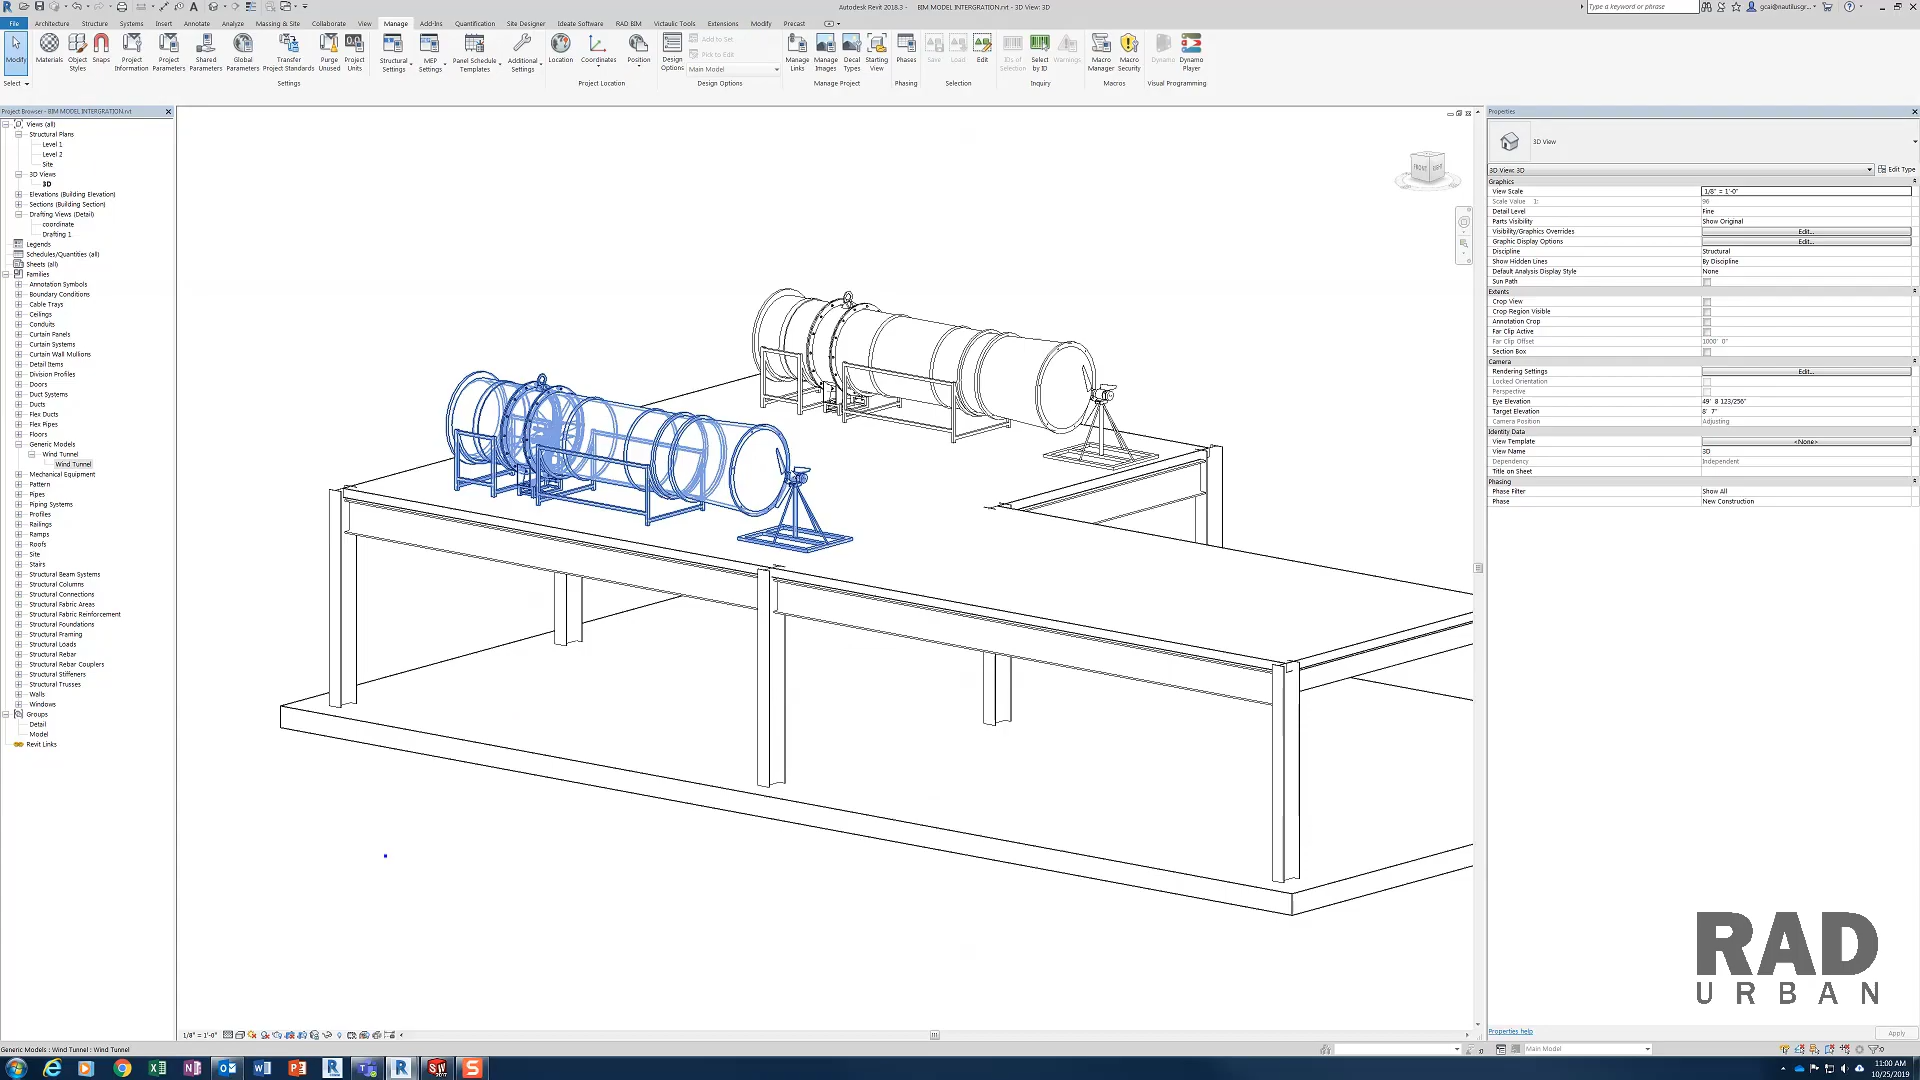 Autodesk Revit 2018.3 - BIM MODEL INTERGRATION.rvt - 3D View: 3D
Type a keyword or phrase
gcai@nautilusgr...
File Architecture Structure Systems Insert Annotate Analyze Massing & Site Collaborate View Manage Add-Ins Quantification Site Designer Ideate Software RAD BIM Victaulic Tools Extensions Modify Precast
Modify
Materials
Object Styles
Snaps
Project Information
Project Parameters
Shared Parameters
Global Parameters
Transfer Project Standards
Purge Unused
Project Units
Structural Settings
MEP Settings
Panel Schedule Templates
Additional Settings
Location
Coordinates
Position
Design Options
Add to Set
Pick to Edit
Main Model
Manage Links
Manage Images
Decal Types
Starting View
Phases
Save
Load
Edit
IDs of Selection
Select by ID
Warnings
Macro Manager
Macro Security
Dynamo
Dynamo Player
Select
Settings
Project Location
Design Options
Manage Project
Phasing
Selection
Inquiry
Macros
Visual Programming
Project Browser - BIM MODEL INTERGRATION.rvt
Views (all)
Structural Plans
Level 1
Level 2
Site
3D Views
3D
Elevations (Building Elevation)
Sections (Building Section)
Drafting Views (Detail)
coordinate
Drafting 1
Legends
Schedules/Quantities (all)
Sheets (all)
Families
Annotation Symbols
Boundary Conditions
Cable Trays
Ceilings
Conduits
Curtain Panels
Curtain Systems
Curtain Wall Mullions
Detail Items
Division Profiles
Doors
Duct Systems
Ducts
Flex Ducts
Flex Pipes
Floors
Generic Models
Wind Tunnel
Wind Tunnel
Mechanical Equipment
Pattern
Pipes
Piping Systems
Profiles
Railings
Ramps
Roofs
Site
Stairs
Structural Beam Systems
Structural Columns
Structural Connections
Structural Fabric Areas
Structural Fabric Reinforcement
Structural Foundations
Structural Framing
Structural Loads
Structural Rebar
Structural Rebar Couplers
Structural Stiffeners
Structural Trusses
Walls
Windows
Groups
Detail
Model
Revit Links
FRONT RIGHT
Properties
3D View
3D View: 3D
Edit Type
Graphics
View Scale 1/8" = 1'-0"
Scale Value 1: 96
Detail Level Fine
Parts Visibility Show Original
Visibility/Graphics Overrides Edit...
Graphic Display Options Edit...
Discipline Structural
Show Hidden Lines By Discipline
Default Analysis Display Style None
Sun Path
Extents
Crop View
Crop Region Visible
Annotation Crop
Far Clip Active
Far Clip Offset 1000' 0"
Section Box
Camera
Rendering Settings Edit...
Locked Orientation
Perspective
Eye Elevation 49' 8 123/256"
Target Elevation 8' 7"
Camera Position Adjusting
Identity Data
View Template <None>
View Name 3D
Dependency Independent
Title on Sheet
Phasing
Phase Filter Show All
Phase New Construction
RAD
URBAN
Properties help
Apply
1/8" = 1'-0"
Generic Models : Wind Tunnel : Wind Tunnel
Main Model
11:00 AM
10/25/2019